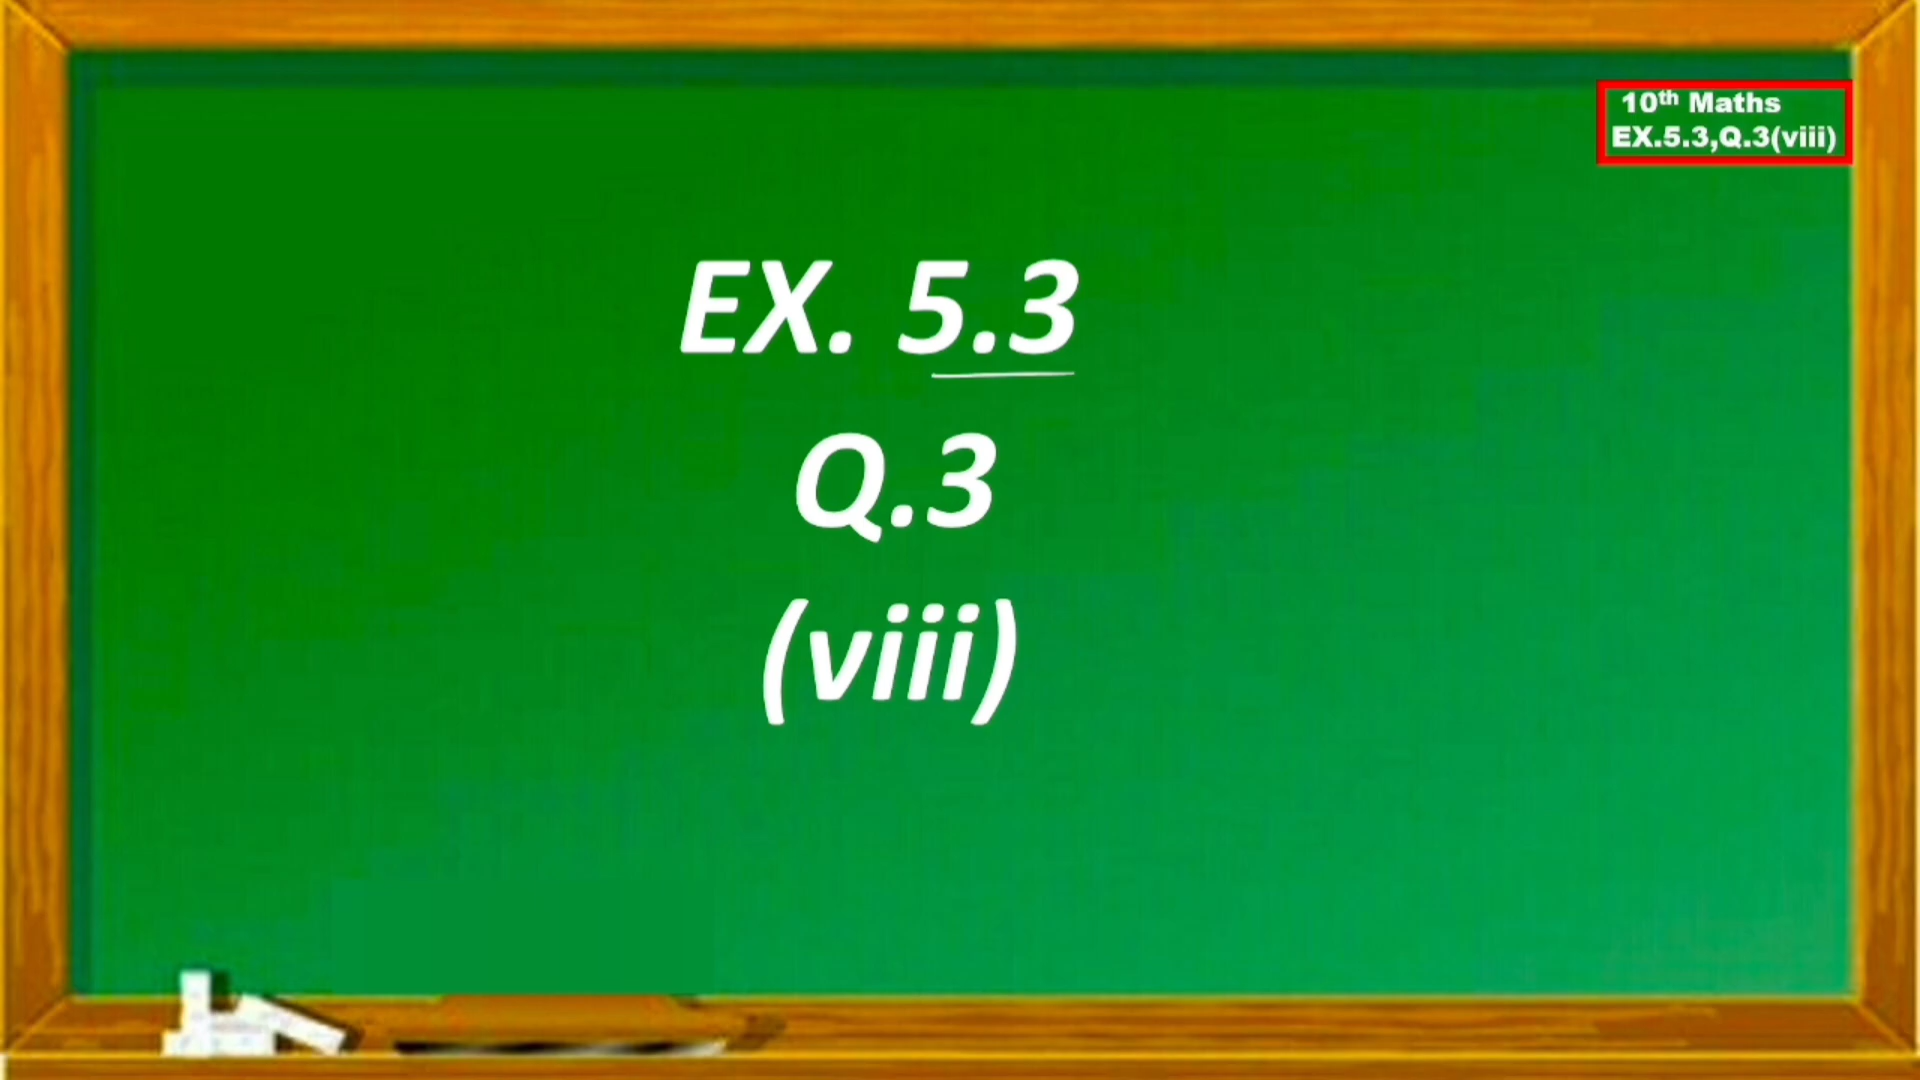 10th Maths
EX.5.3,Q.3(viii)
EX. 5.3
Q.3
(viii)